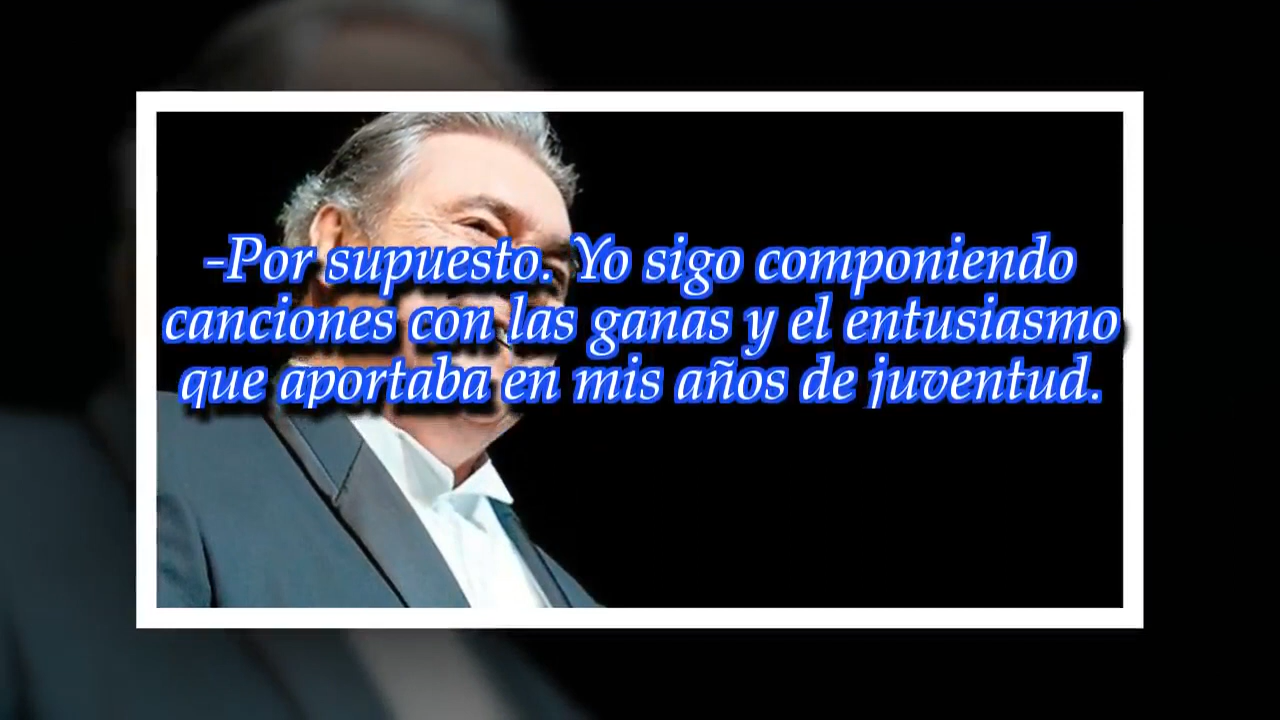 -Por supuesto. Yo sigo componiendo
canciones con las ganas y el entusiasmo
que aportaba en mis años de juventud.